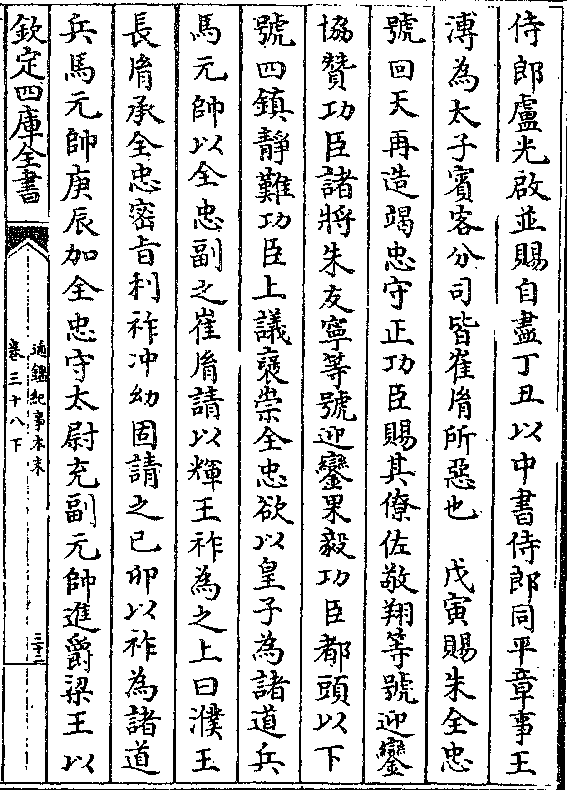 侍郎盧光啟並賜自盡丁丑以中書侍郎同平章事王
溥為太子賓客分司皆崔胤所惡也　戊寅賜朱全忠
號回天再造竭忠守正功臣賜其僚佐敬翔等號迎鑾
協贊功臣諸將朱友寧等號迎鑾果毅功臣都頭以下
號四鎮静難功臣上議襃崇全忠欲以皇子為諸道兵
馬元帥以全忠副之崔胤請以輝王祚為之上曰濮王
長胤承全忠密旨利祚冲幼固請之己卯以祚為諸道
兵馬元帥庚辰加全忠守太尉充副元帥進爵梁王以
欽定四庫全書
通鑑紀事本末
卷三十八下
三十二